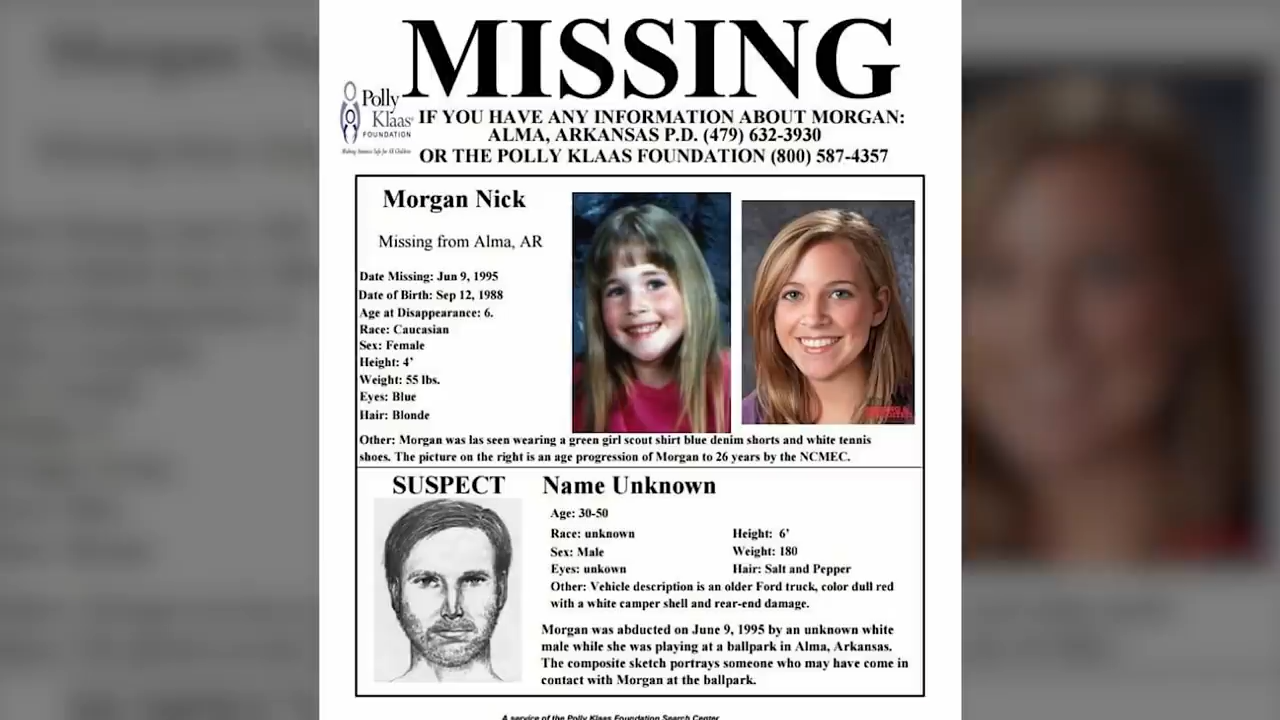 MISSING
Polly
Klaas
FOUNDATION
IF YOU HAVE ANY INFORMATION ABOUT MORGAN:
ALMA, ARKANSAS P.D. (479) 632-3930
OR THE POLLY KLAAS FOUNDATION (800) 587-4357
Morgan Nick
Missing from Alma, AR
Date Missing: Jun 9, 1995
Date of Birth: Sep 12, 1988
Age at Disappearance: 6.
Race: Caucasian
Sex: Female
Height: 4'
Weight: 55 lbs.
Eyes: Blue
Hair: Blonde
Other: Morgan was las seen wearing a green girl scout shirt blue denim shorts and white tennis
shoes. The picture on the right is an age progression of Morgan to 26 years by the NCMEC.
SUSPECT
Name Unknown
Age: 30-50
Race: unknown
Height: 6'
Sex: Male
Weight: 180
Eyes: unkown
Hair: Salt and Pepper
Other: Vehicle description is an older Ford truck, color dull red
with a white camper shell and rear-end damage.
Morgan was abducted on June 9, 1995 by an unknown white
male while she was playing at a ballpark in Alma, Arkansas.
The composite sketch portrays someone who may have come in
contact with Morgan at the ballpark.
A service of the Polly Klaas Foundation Search Center